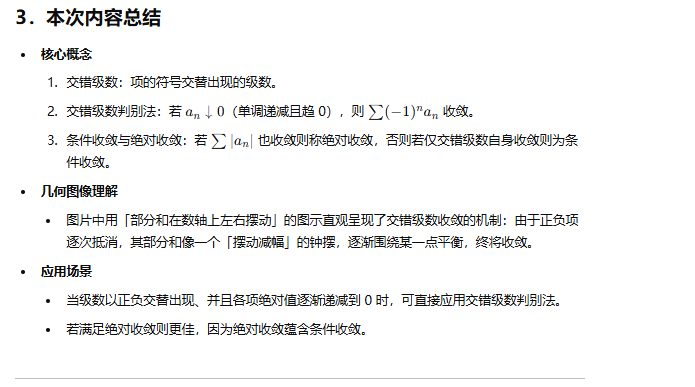 3．本次内容总结
• 核心概念
1. 交错级数：项的符号交替出现的级数。
2. 交错级数判别法：若 aₙ ↓ 0（单调递减且趋 0），则 ∑(−1)ⁿaₙ 收敛。
3. 条件收敛与绝对收敛：若 ∑|aₙ| 也收敛则称绝对收敛，否则若仅交错级数自身收敛则为条
件收敛。
• 几何图像理解
• 图片中用「部分和在数轴上左右摆动」的图示直观呈现了交错级数收敛的机制：由于正负项
逐次抵消，其部分和像一个「摆动减幅」的钟摆，逐渐围绕某一点平衡，终将收敛。
• 应用场景
• 当级数以正负交替出现、并且各项绝对值逐渐递减到 0 时，可直接应用交错级数判别法。
• 若满足绝对收敛则更佳，因为绝对收敛蕴含条件收敛。